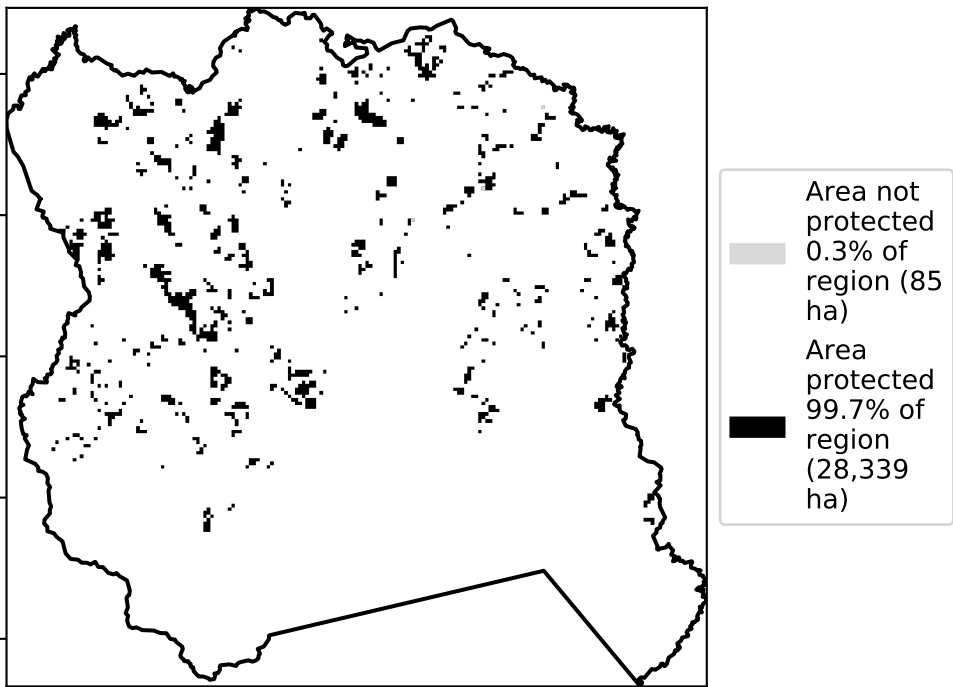 Area not
protected
0.3% of
region (85
ha)
Area
protected
99.7% of
region
(28,339
ha)